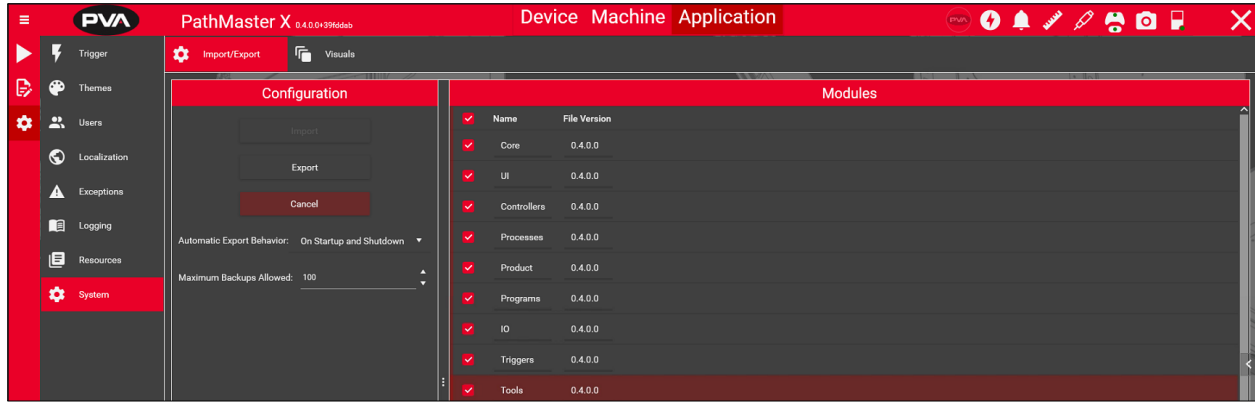 PVA PathMaster X 0.4.0.0+39fddab Device Machine Application PVA
Trigger
Themes
Users
Localization
Exceptions
Logging
Resources
System
Import/Export Visuals
Configuration
Import
Export
Cancel
Automatic Export Behavior: On Startup and Shutdown
Maximum Backups Allowed: 100
Modules
Name File Version
Core 0.4.0.0
UI 0.4.0.0
Controllers 0.4.0.0
Processes 0.4.0.0
Product 0.4.0.0
Programs 0.4.0.0
IO 0.4.0.0
Triggers 0.4.0.0
Tools 0.4.0.0